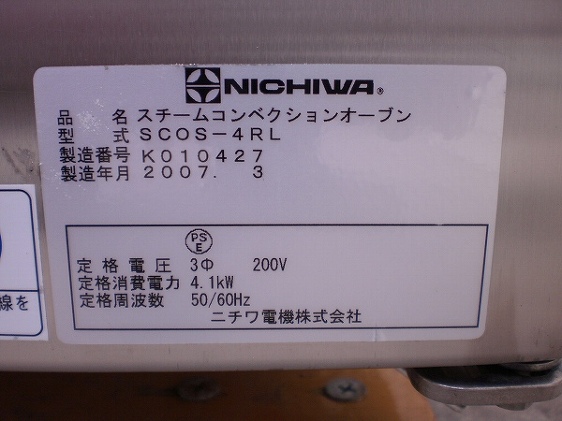 NICHIWA®
品名 スチームコンベクションオーブン
型式 SCOS-4RL
製造番号 K010427
製造年月 2007. 3
PS
E
定格電圧 3Φ 200V
定格消費電力 4.1kW
定格周波数 50/60Hz
ニチワ電機株式会社
線を